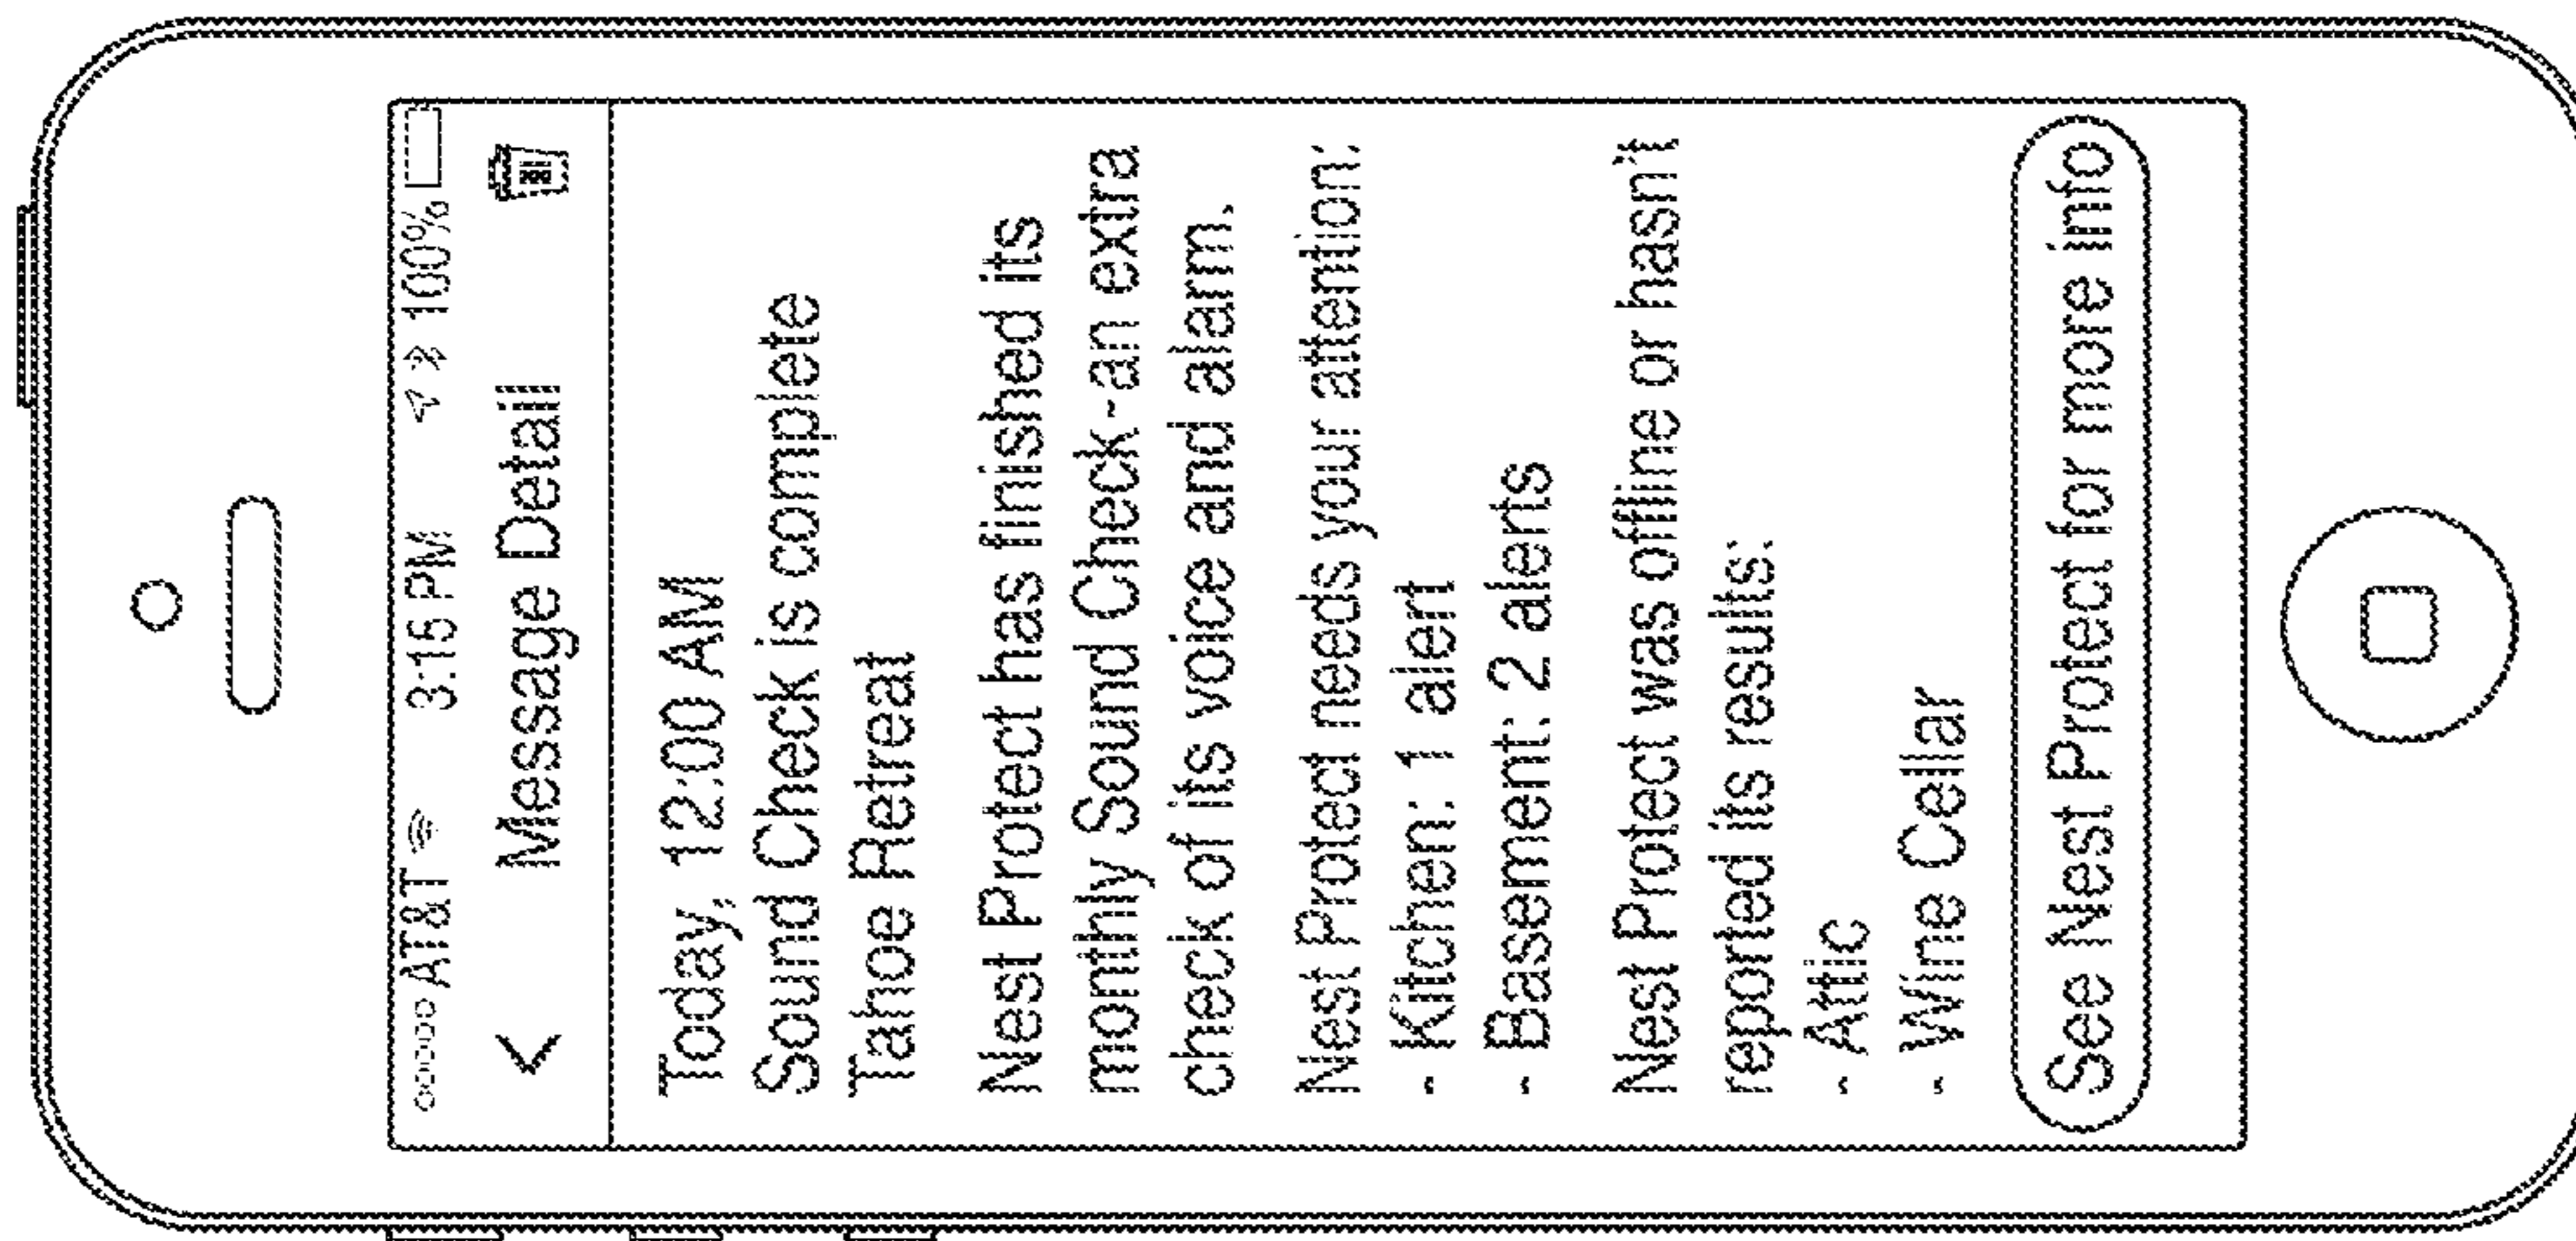 AT&T 3:15 PM 100%
< Message Detail
Today, 12:00 AM
Sound Check is complete
Tahoe Retreat
Nest Protect has finished its
monthly Sound Check-an extra
check of its voice and alarm.
Nest Protect needs your attention:
- Kitchen: 1 alert
- Basement: 2 alerts
Nest Protect was offline or hasn't
reported its results:
- Attic
- Wine Cellar
See Nest Protect for more info